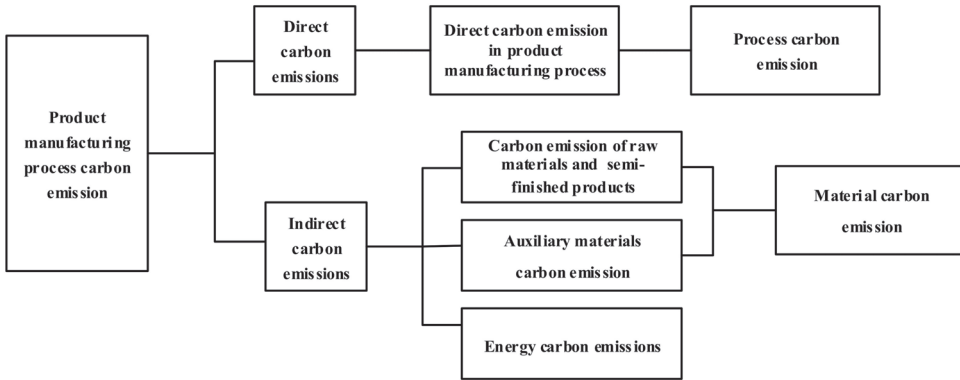 Product
manufacturing
process carbon
emission
Direct
carbon
emissions
Direct carbon emission
in product
manufacturing process
Process carbon
emission
Indirect
carbon
emissions
Carbon emission of raw
materials and semi-
finished products
Auxiliary materials
carbon emission
Energy carbon emissions
Material carbon
emission